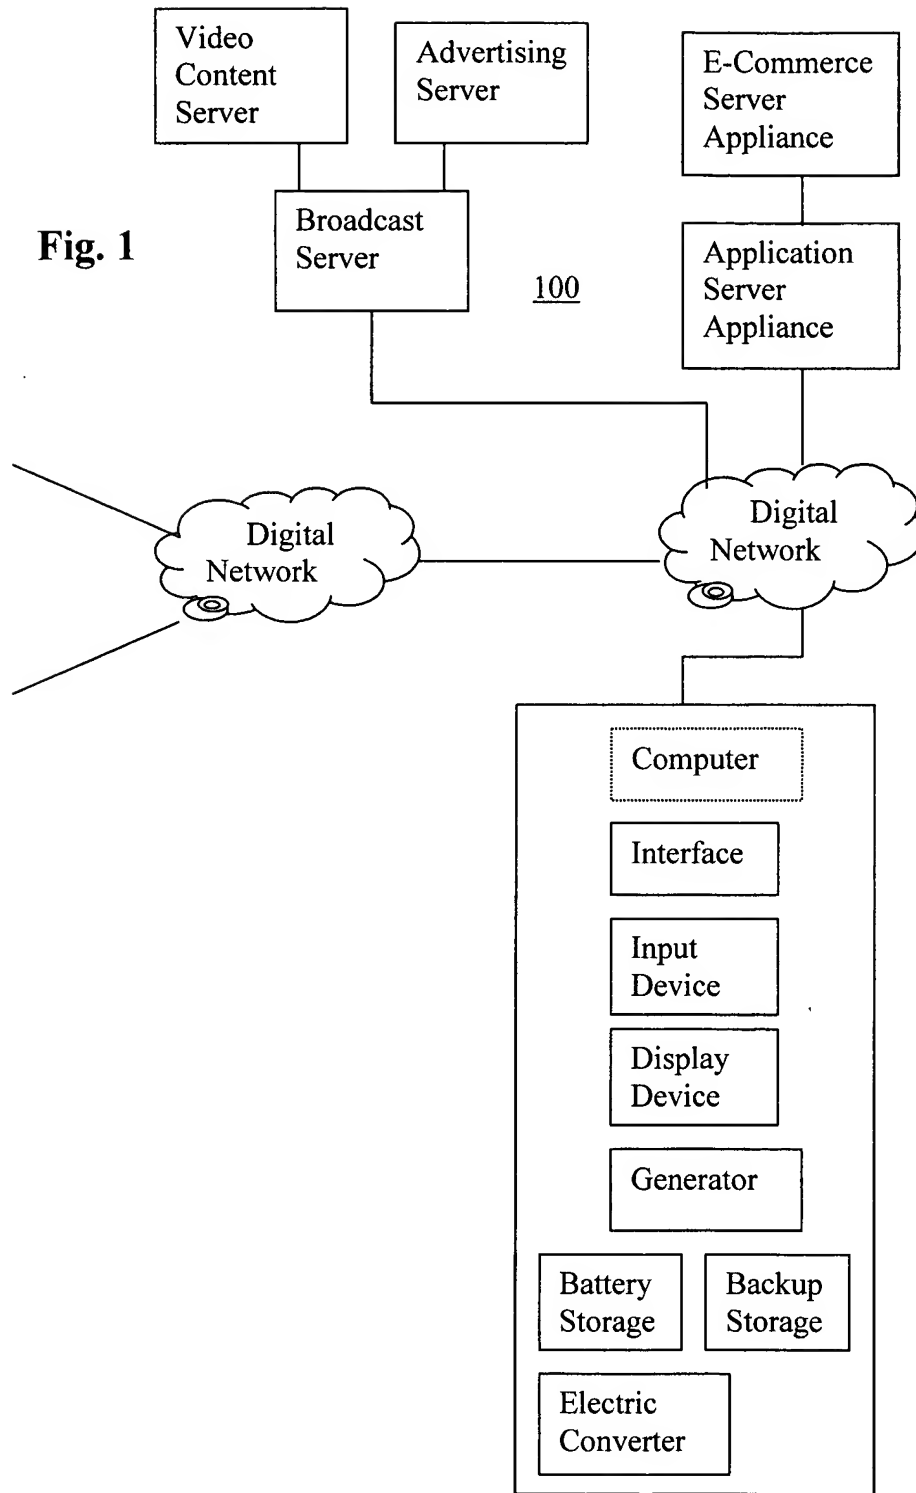 Video
Content
Server
Advertising
Server
E-Commerce
Server
Appliance
Broadcast
Server
Fig. 1
100
Application
Server
Appliance
Digital
Network
Digital
Network
Computer
Interface
Input
Device
Display
Device
Generator
Battery
Storage
Backup
Storage
Electric
Converter